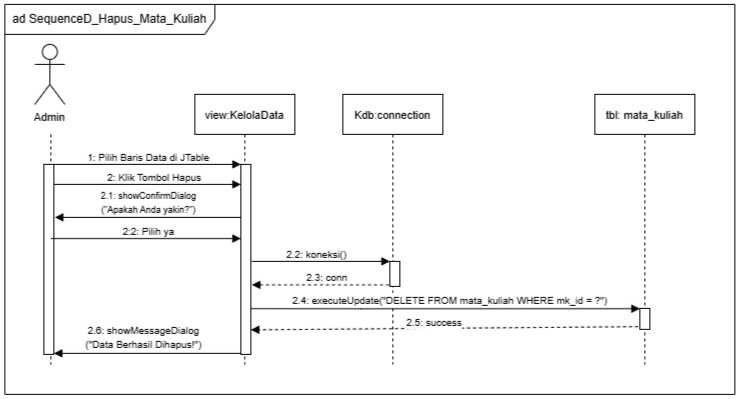 ad SequenceD_Hapus_Mata_Kuliah
Admin
view:KelolaData
Kdb:connection
tbl: mata_kuliah
1: Pilih Baris Data di JTable
2: Klik Tombol Hapus
2.1: showConfirmDialog
("Apakah Anda yakin?")
2:2: Pilih ya
2.2: koneksi()
2.3: conn
2.4: executeUpdate("DELETE FROM mata_kuliah WHERE mk_id = ?")
2.5: success
2.6: showMessageDialog
("Data Berhasil Dihapus!")